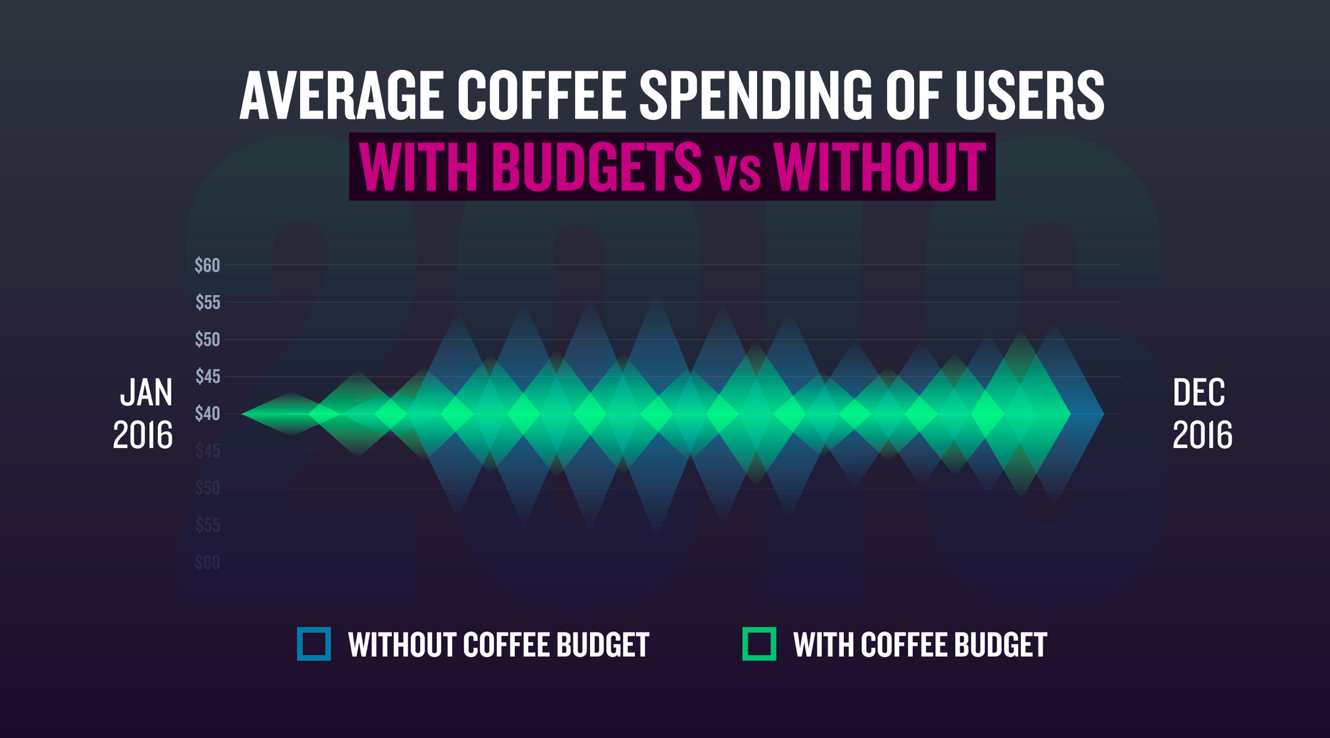 AVERAGE COFFEE SPENDING OF USERS
WITH BUDGETS VS WITHOUT
2016
$60
$55
$50
$45
$40
$45
$50
$55
$60
JAN
2016
DEC
2016
WITHOUT COFFEE BUDGET
WITH COFFEE BUDGET